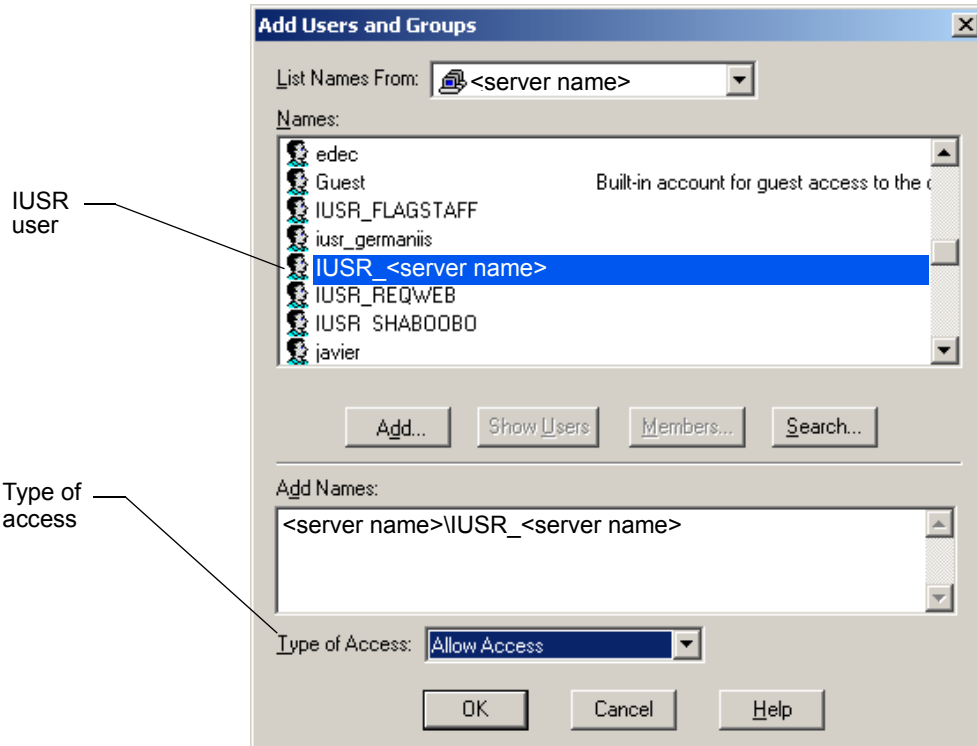 Add Users and Groups
List Names From: <server name>
Names:
edec
Guest Built-in account for guest access to the c
IUSR_FLAGSTAFF
iusr_germaniis
IUSR
user
IUSR_<server name>
IUSR_REQWEB
IUSR SHABOOBO
javier
Add... Show Users Members... Search...
Type of
access
Add Names:
<server name>\IUSR_<server name>
Type of Access: Allow Access
OK Cancel Help